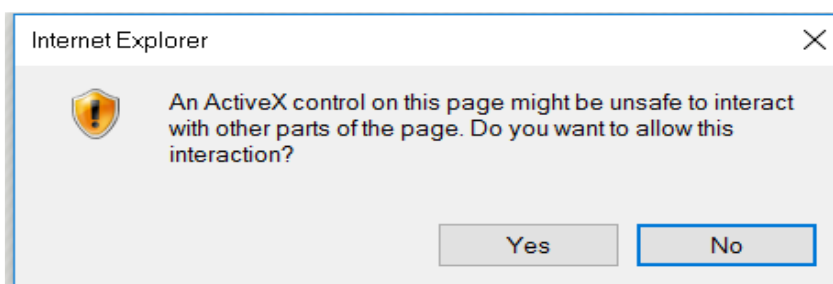 Internet Explorer
An ActiveX control on this page might be unsafe to interact
with other parts of the page. Do you want to allow this
interaction?
Yes
No